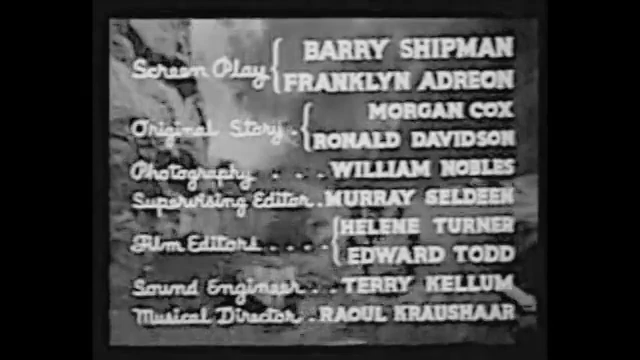 Screen Play { BARRY SHIPMAN
FRANKLYN ADREON
Original Story . { MORGAN COX
RONALD DAVIDSON
Photography . . . . WILLIAM NOBLES
Supervising Editor . MURRAY SELDEEN
Film Editors . . . . { HELENE TURNER
EDWARD TODD
Sound Engineer . . TERRY KELLUM
Musical Director . . RAOUL KRAUSHAAR